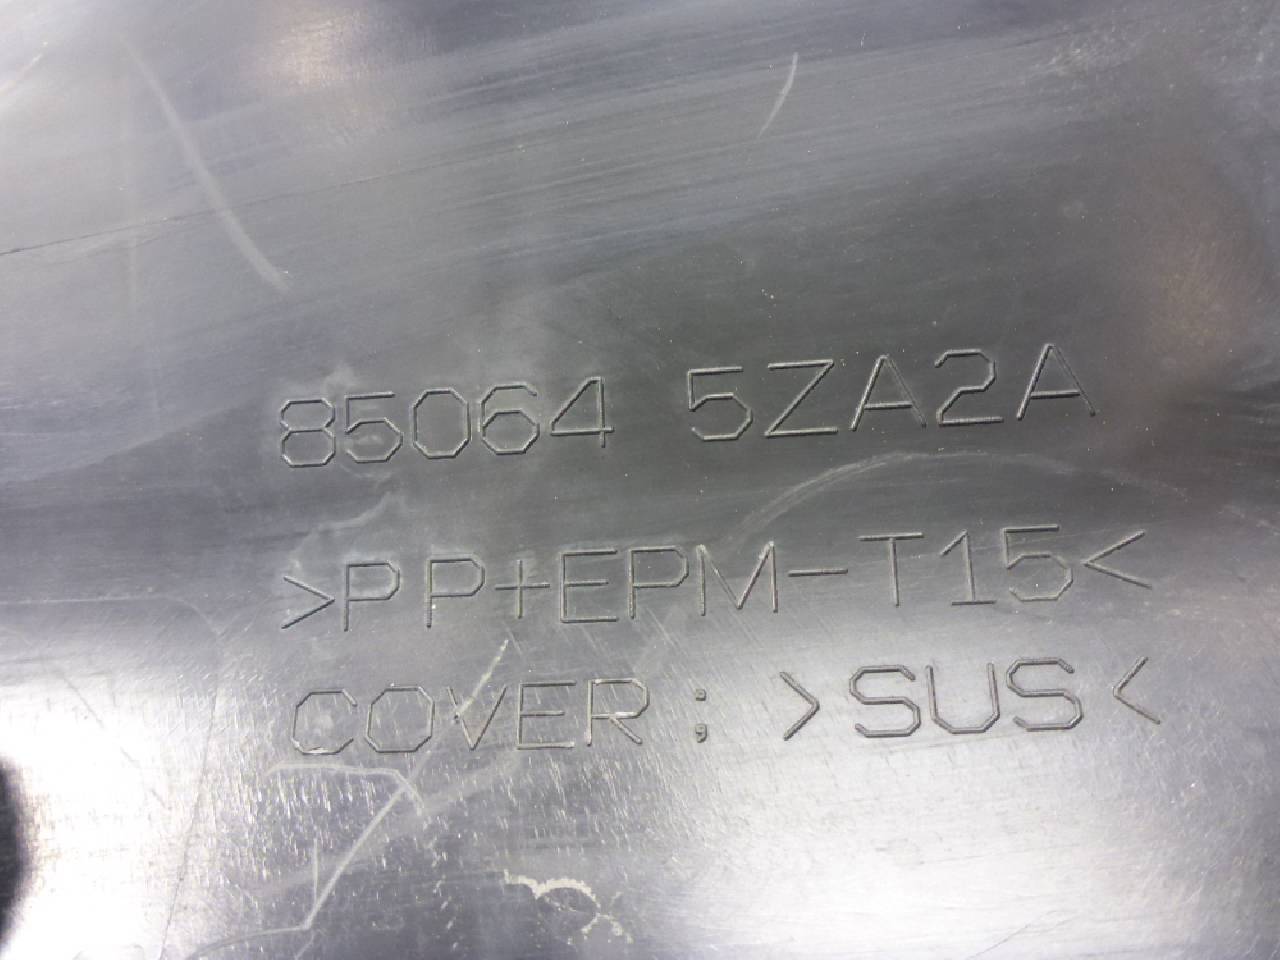 85064 5ZA2A
>PP+EPM-T15<
COVER; >SUS<